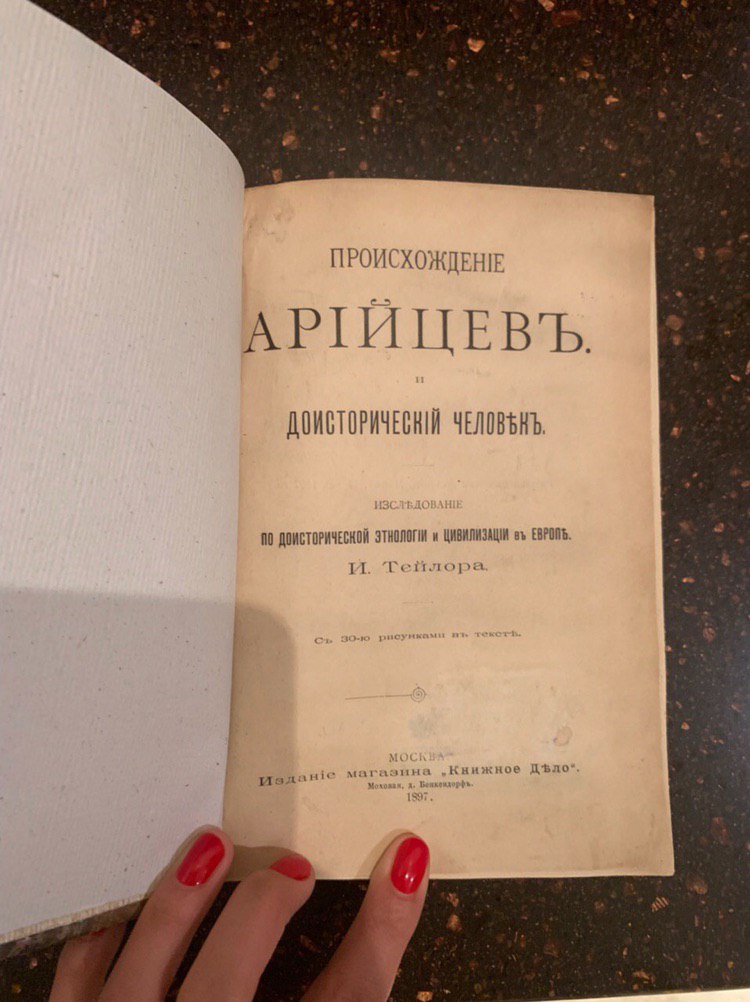 ПРОИСХОЖДЕНІЕ
АРІЙЦЕВЪ.
И
ДОИСТОРИЧЕСКІЙ ЧЕЛОВѢКЪ.
ИЗСЛѢДОВАНІЕ
ПО ДОИСТОРИЧЕСКОЙ ЭТНОЛОГІИ и ЦИВИЛИЗАЦІИ въ ЕВРОПѢ.
И. Тейлора.
Съ 30-ю рисунками въ текстѣ.
МОСКВА
Изданіе магазина „Книжное Дѣло“.
Моховая, д. Бенкендорфъ.
1897.